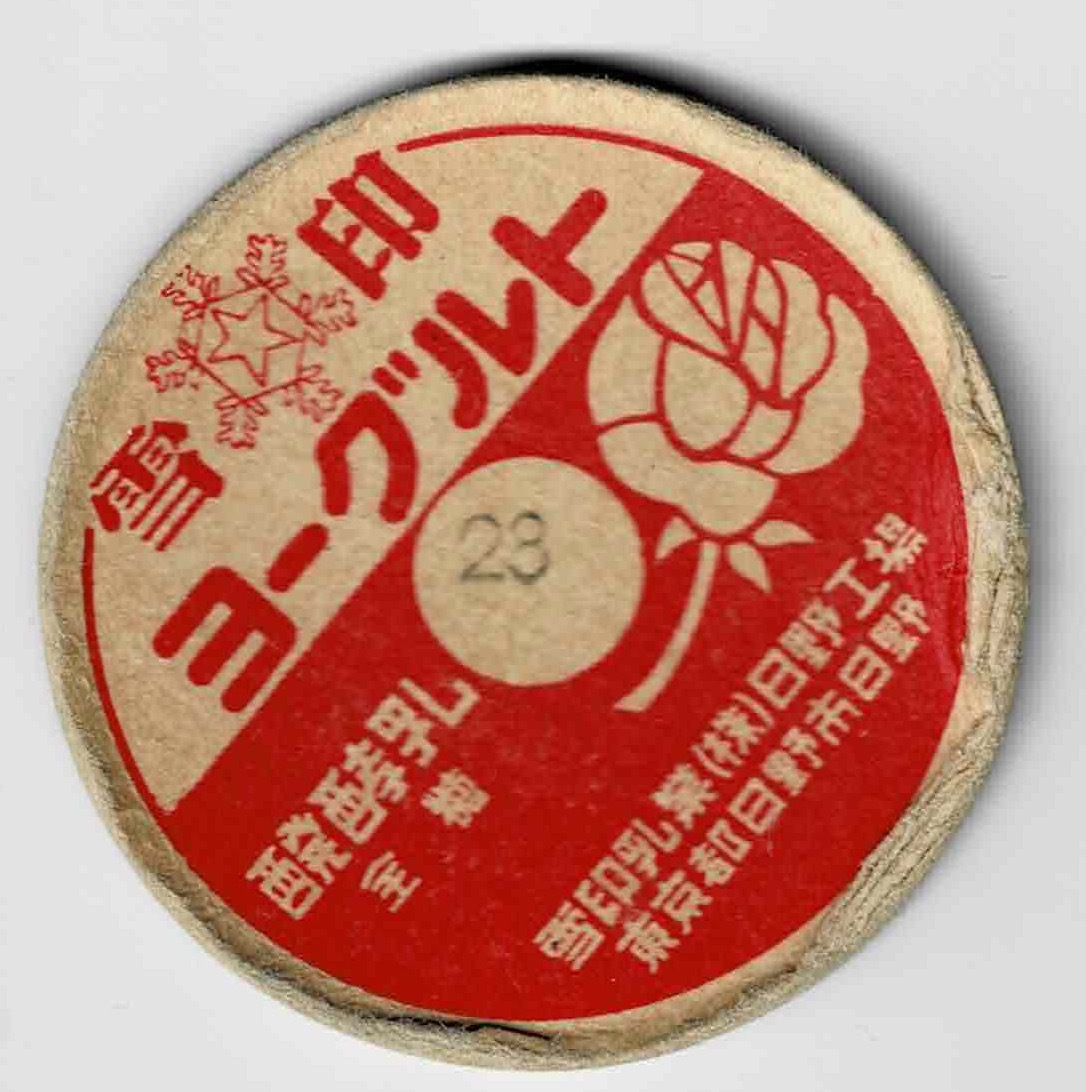 雪印
ヨーグルト
23
醗酵乳
全糖
雪印乳業(株)日野工場
東京都日野市日野